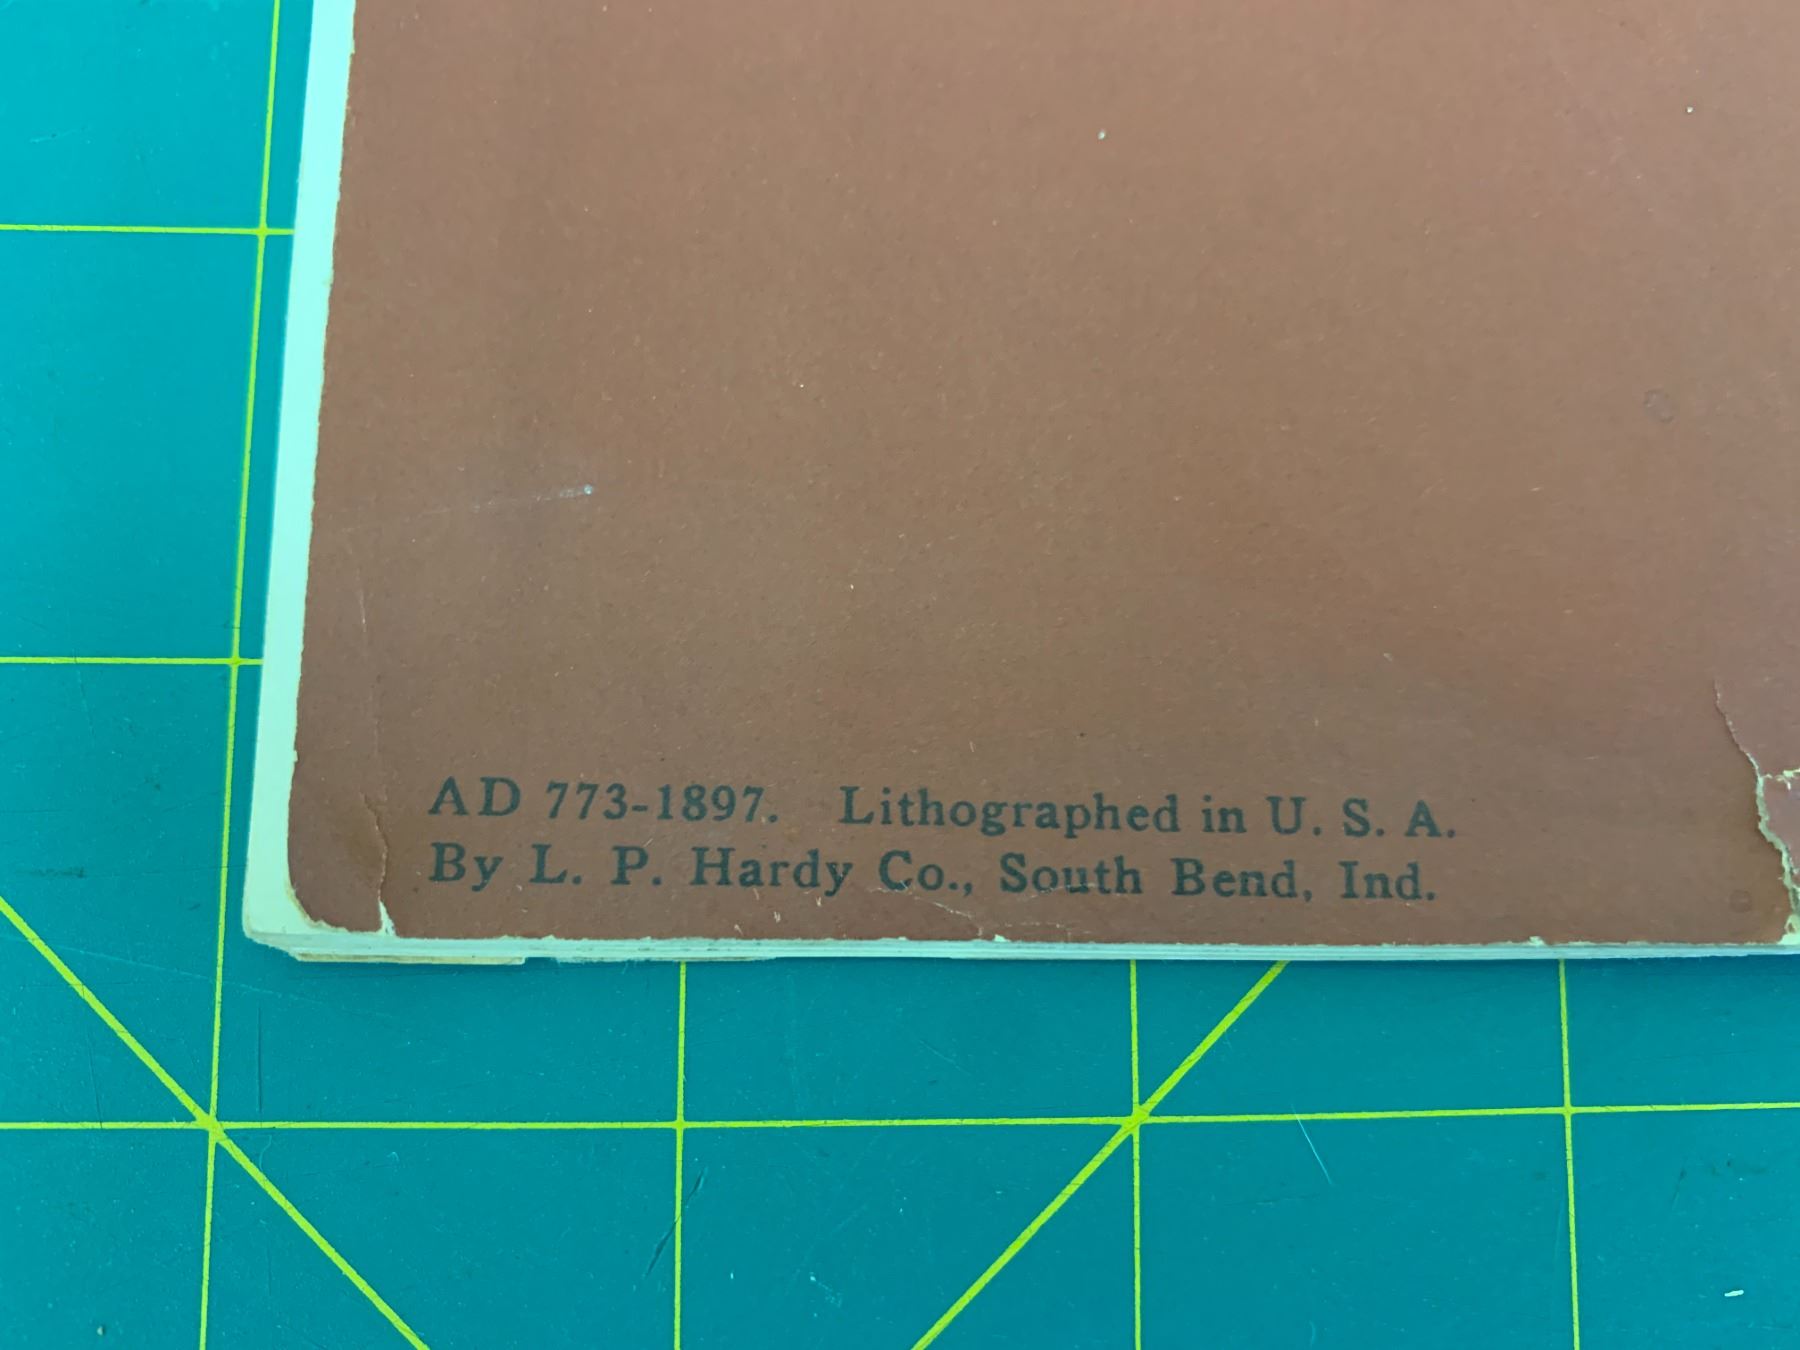 AD 773-1897. Lithographed in U. S. A.
By L. P. Hardy Co., South Bend, Ind.